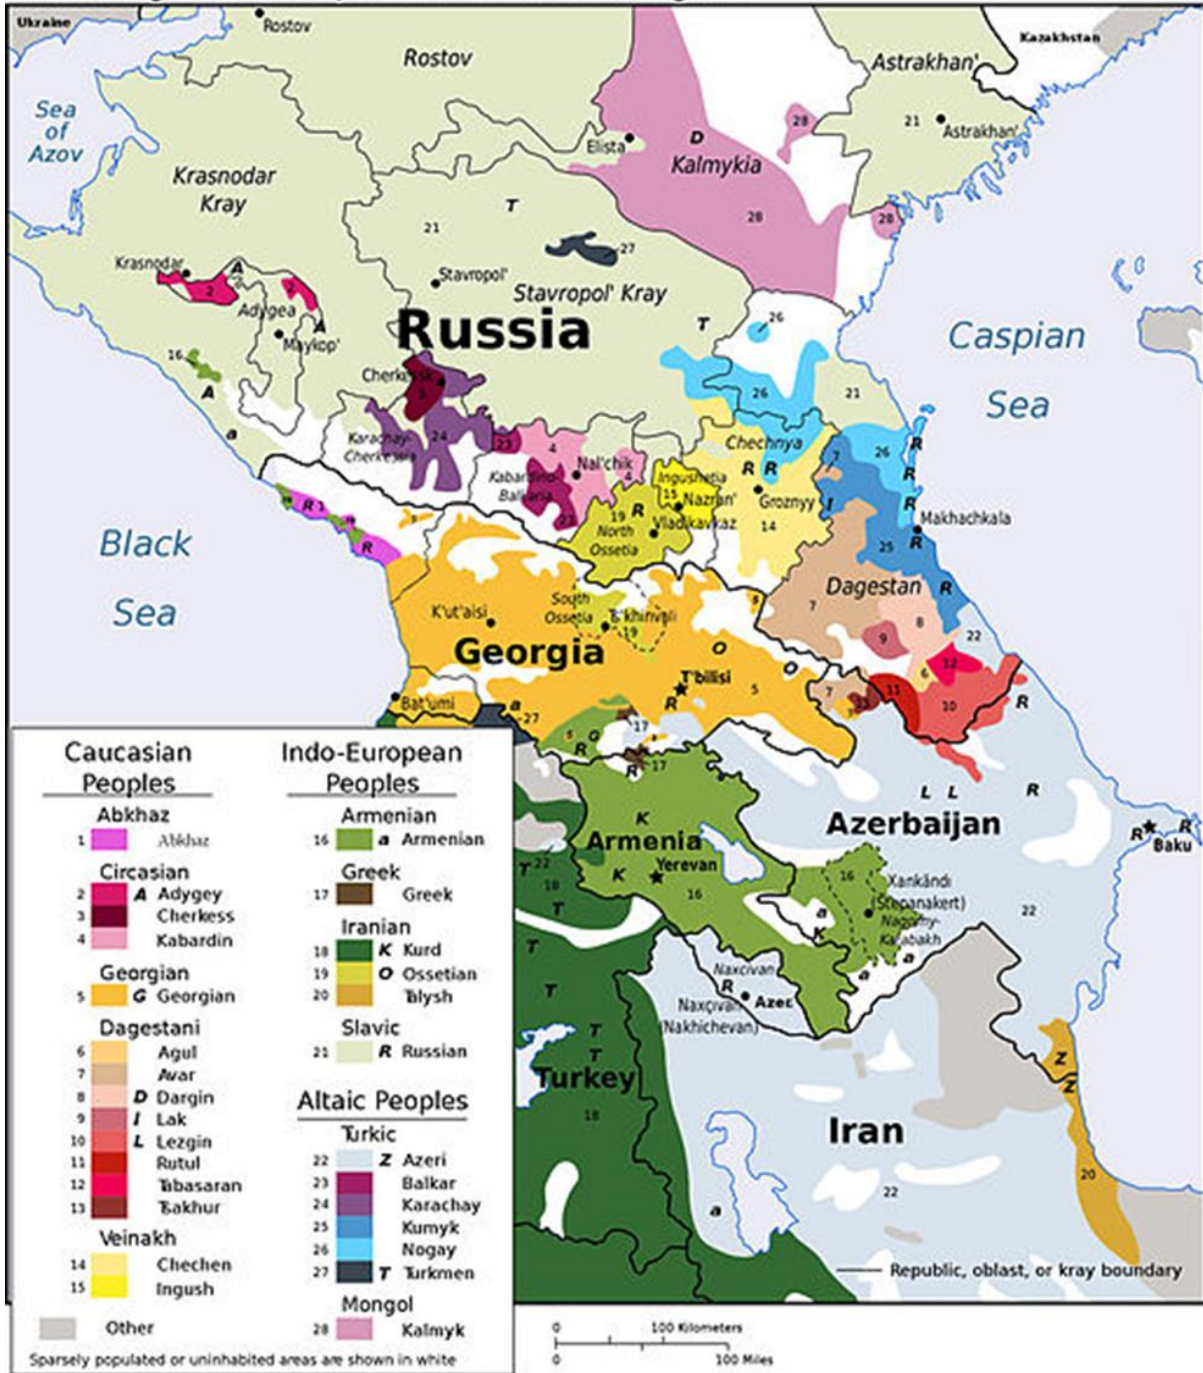 Ukraine
Rostov
Rostov
Astrakhan'
Kazakhstan
Sea
of
Azov
21
Astrakhan'
28
Elista
D
Kalmykia
Krasnodar
Kray
T
21
28
28
27
Krasnodar
A
2
2
Stavropol'
Stavropol' Kray
Adygea
A
Maykop'
Russia
T
26
Caspian
Sea
16
A
a
Cherkessk
3
26
21
Karachay-
Cherkessia
24
23
4
Nal'chik
4
Kabardino-
Balkaria
23
Chechnya
R R
Ingushetia
15
Nazran'
Groznyy
14
7
26
R
R
R
I
Makhachkala
R
25
19
R
North
Ossetia
Vladikavkaz
R 1
R
Black
Sea
Dagestan
R
7
8
9
22
12
6
11
10
R
K'ut'aisi
South
Ossetia
Ts'khinvali
19
5
Georgia
O
O
T'bilisi
R
5
7
13
Bat'umi
a
27
R
G
17
R
17
L L
R
Azerbaijan
R
R
Baku
K
Armenia
K
Yerevan
16
16
Xankändi
(Stepanakert)
Nagorny-
Karabakh
a
K
a
a
22
T
22
18
T
T
T
T
T
Turkey
18
Naxcivan
R
Azer.
Naxçıvan
(Nakhichevan)
Z
Z
20
Iran
22
a
Republic, oblast, or kray boundary
Caucasian
Peoples
Abkhaz
1 Abkhaz
Circasian
2 A Adygey
3 Cherkess
4 Kabardin
Georgian
5 G Georgian
Dagestani
6 Agul
7 Avar
8 D Dargin
9 I Lak
10 L Lezgin
11 Rutul
12 Tabasaran
13 Tsakhur
Veinakh
14 Chechen
15 Ingush
Other
Indo-European
Peoples
Armenian
16 a Armenian
Greek
17 Greek
Iranian
18 K Kurd
19 O Ossetian
20 Talysh
Slavic
21 R Russian
Altaic Peoples
Turkic
22 Z Azeri
23 Balkar
24 Karachay
25 Kumyk
26 Nogay
27 T Turkmen
Mongol
28 Kalmyk
Sparsely populated or uninhabited areas are shown in white
0 100 Kilometers
0 100 Miles